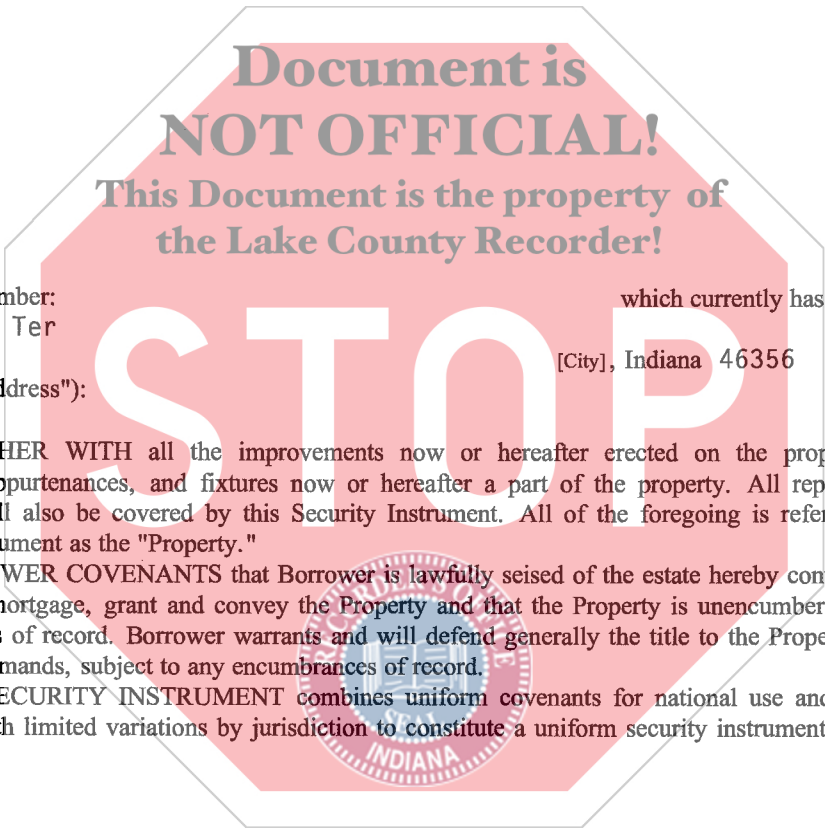 Document is
NOT OFFICIAL!
This Document is the property of
the Lake County Recorder!
mber: which currently has
Ter
[City], Indiana 46356
ddress"):
STOP
HER WITH all the improvements now or hereafter erected on the prop
ppurtenances, and fixtures now or hereafter a part of the property. All rep
ll also be covered by this Security Instrument. All of the foregoing is refer
ument as the "Property."
WER COVENANTS that Borrower is lawfully seised of the estate hereby con
nortgage, grant and convey the Property and that the Property is unencumber
s of record. Borrower warrants and will defend generally the title to the Prope
mands, subject to any encumbrances of record.
ECURITY INSTRUMENT combines uniform covenants for national use and
h limited variations by jurisdiction to constitute a uniform security instrument
SEAL
INDIANA